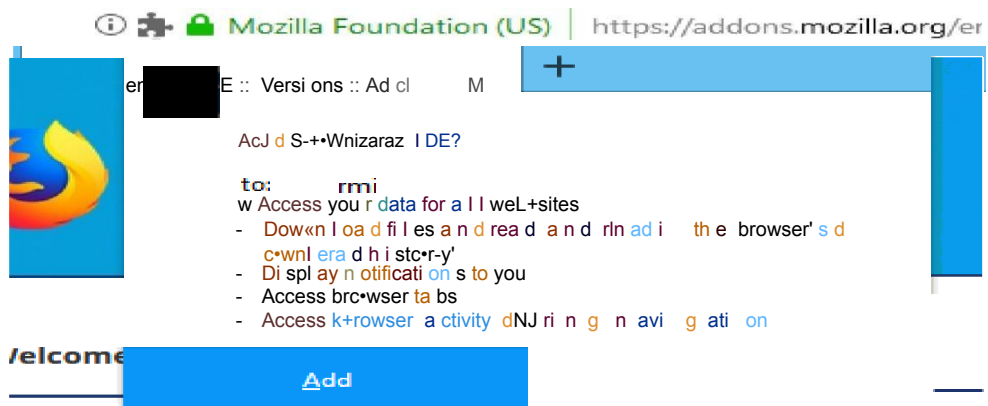 Mozilla Foundation (US) https://addons.mozilla.org/er
er E :: Versi ons :: Ad cl M
AcJ d S-+•Wnizaraz I DE?
to: rmi
w Access you r data for a l l weL+sites
- Dow«n l oa d fi l es a n d rea d a n d rln ad i th e browser' s d
c•wnl era d h i stc•r-y'
- Di spl ay n otificati on s to you
- Access brc•wser ta bs
- Access k+rowser a ctivity dNJ ri n g n avi g ati on
/elcome
Add